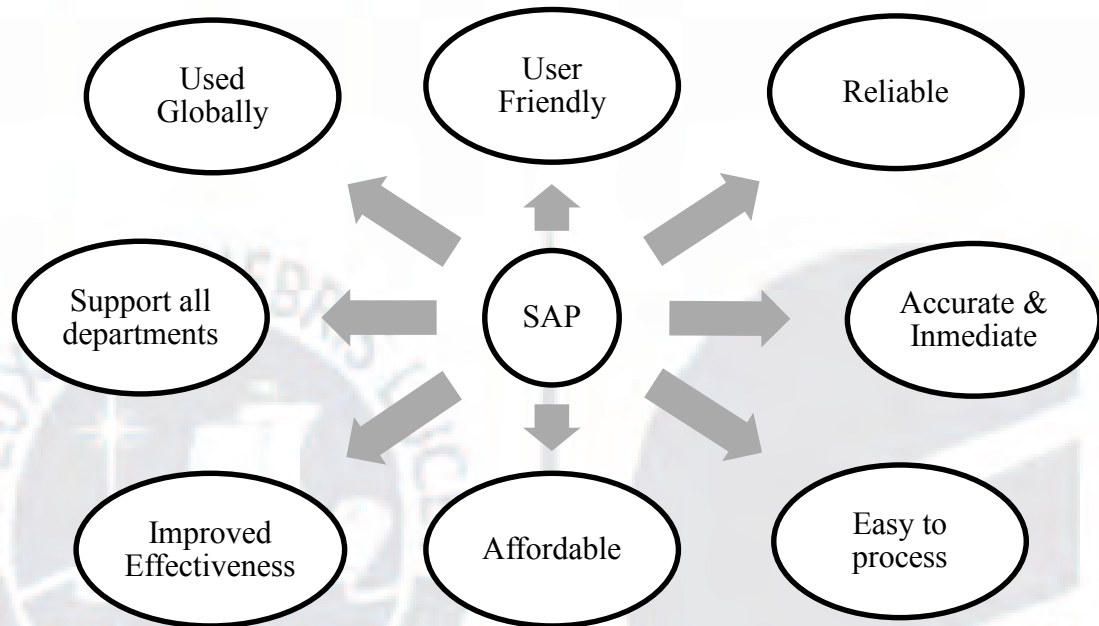 Used
Globally
User
Friendly
Reliable
Support all
departments
SAP
Accurate &
Inmediate
Improved
Effectiveness
Affordable
Easy to
process